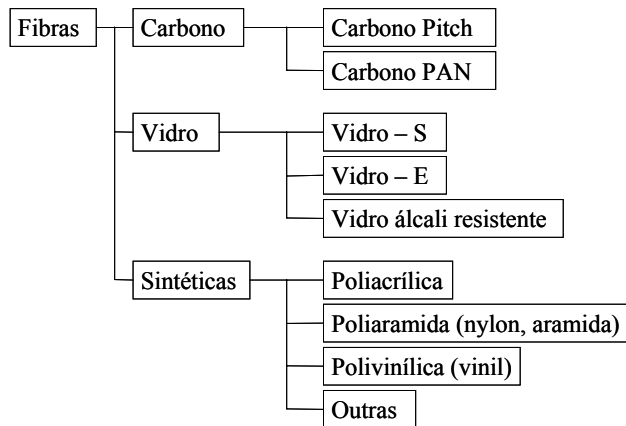 Fibras
Carbono
Carbono Pitch
Carbono PAN
Vidro
Vidro – S
Vidro – E
Vidro álcali resistente
Sintéticas
Poliacrílica
Poliaramida (nylon, aramida)
Polivinílica (vinil)
Outras